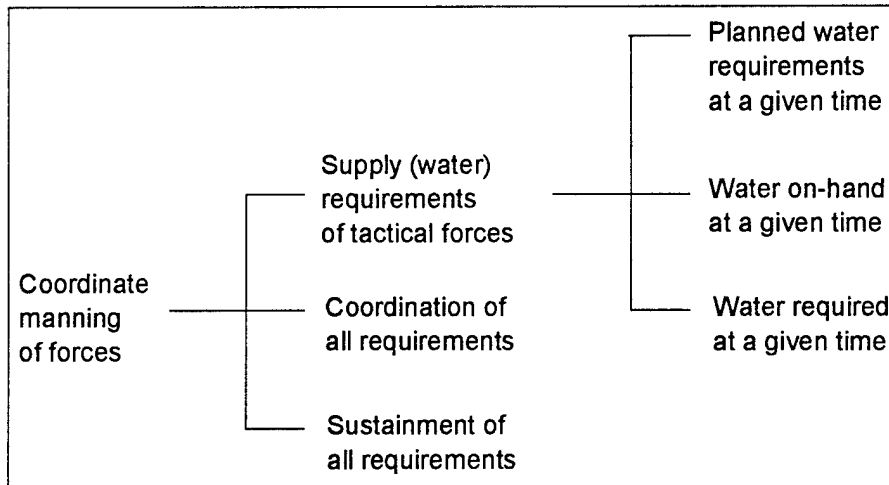 Coordinate
manning
of forces
Supply (water)
requirements
of tactical forces
Coordination of
all requirements
Sustainment of
all requirements
Planned water
requirements
at a given time
Water on-hand
at a given time
Water required
at a given time